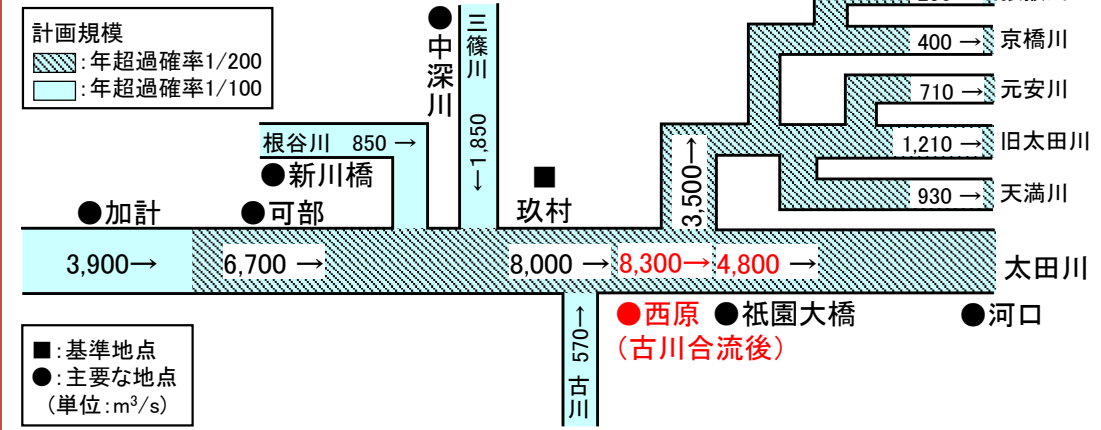 計画規模
:年超過確率1/200
:年超過確率1/100
●中深川
三篠川 ←1,850
根谷川 850→
●新川橋
●加計
●可部
■
玖村
3,500→
400→ 京橋川
710→ 元安川
1,210→ 旧太田川
930→ 天満川
3,900→
6,700→
8,000→
8,300→
4,800→
太田川
●西原
(古川合流後)
●祇園大橋
●河口
570→
古川
■:基準地点
●:主要な地点
(単位:m³/s)